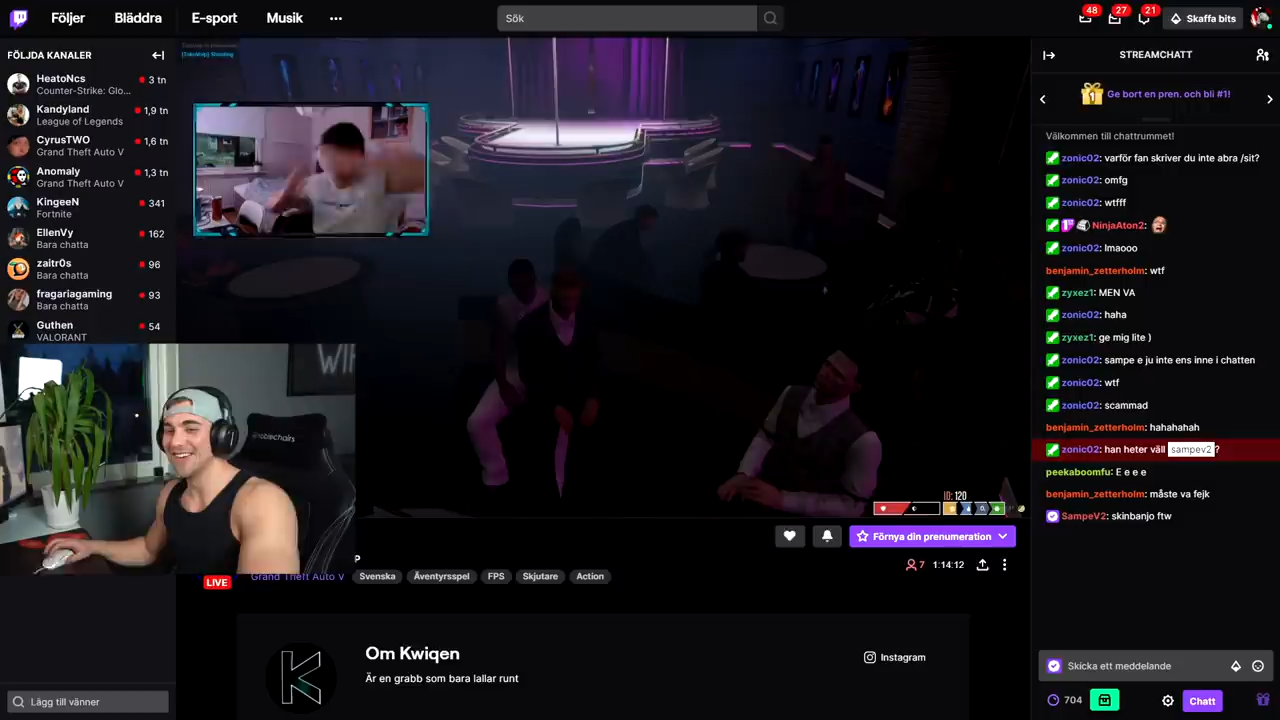 Följer
Bläddra
E-sport
Musik
Sök
48
27
21
Skaffa bits
FÖLJDA KANALER
HeatoNcs
3 tn
Counter-Strike: Glo...
Kandyland
1,9 tn
League of Legends
CyrusTWO
1,6 tn
Grand Theft Auto V
Anomaly
1,3 tn
Grand Theft Auto V
KingeeN
341
Fortnite
EllenVy
162
Bara chatta
zaitr0s
96
Bara chatta
fragariagaming
93
Bara chatta
Guthen
54
VALORANT
Lägg till vänner
noblechairs
ID: 120
Förnya din prenumeration
7
1:14:12
LIVE
Grand Theft Auto V
Svenska
Äventyrsspel
FPS
Skjutare
Action
Om Kwiqen
Är en grabb som bara lallar runt
Instagram
STREAMCHATT
Ge bort en pren. och bli #1!
Välkommen till chattrummet!
zonic02: varför fan skriver du inte abra /sit?
zonic02: omfg
zonic02: wtfff
NinjaAton2:
zonic02: lmaooo
benjamin_zetterholm: wtf
zyxez1: MEN VA
zonic02: haha
zyxez1: ge mig lite )
zonic02: sampe e ju inte ens inne i chatten
zonic02: wtf
zonic02: scammad
benjamin_zetterholm: hahahahah
zonic02: han heter väll sampev2 ?
peekaboomfu: E e e e
benjamin_zetterholm: måste va fejk
SampeV2: skinbanjo ftw
Skicka ett meddelande
704
Chatt